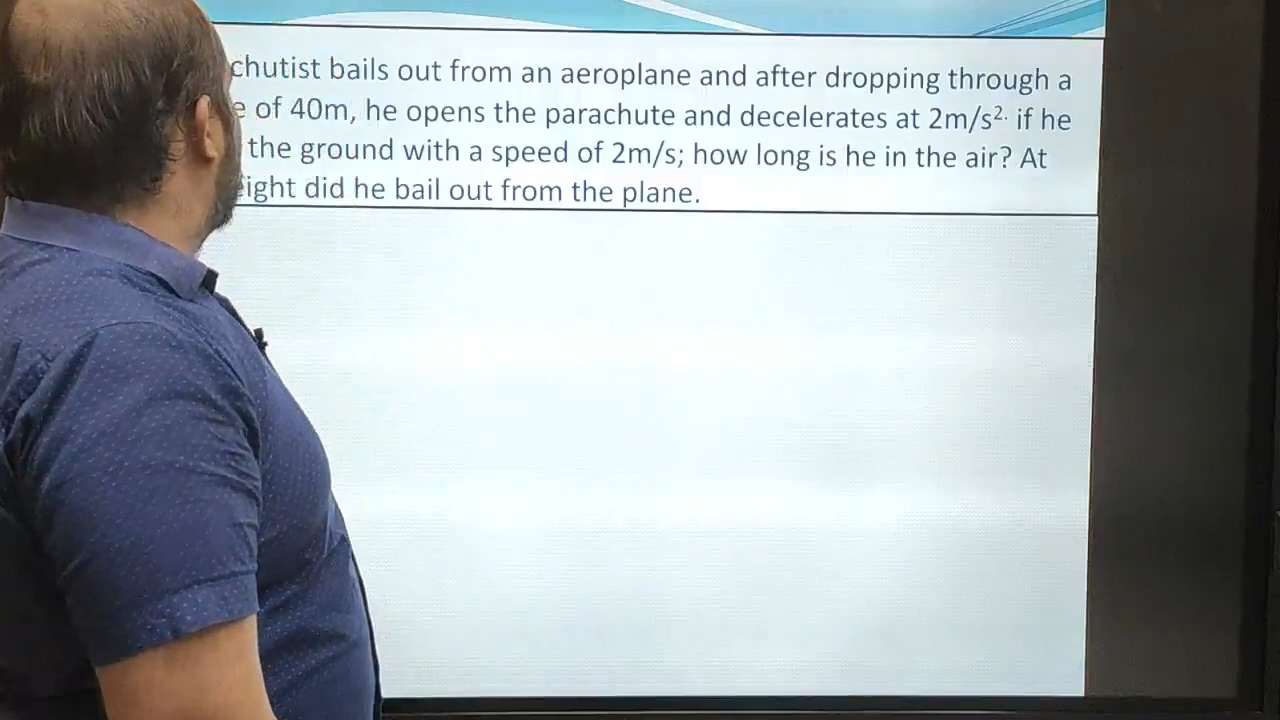 chutist bails out from an aeroplane and after dropping through a
of 40m, he opens the parachute and decelerates at 2m/s². if he
the ground with a speed of 2m/s; how long is he in the air? At
ight did he bail out from the plane.